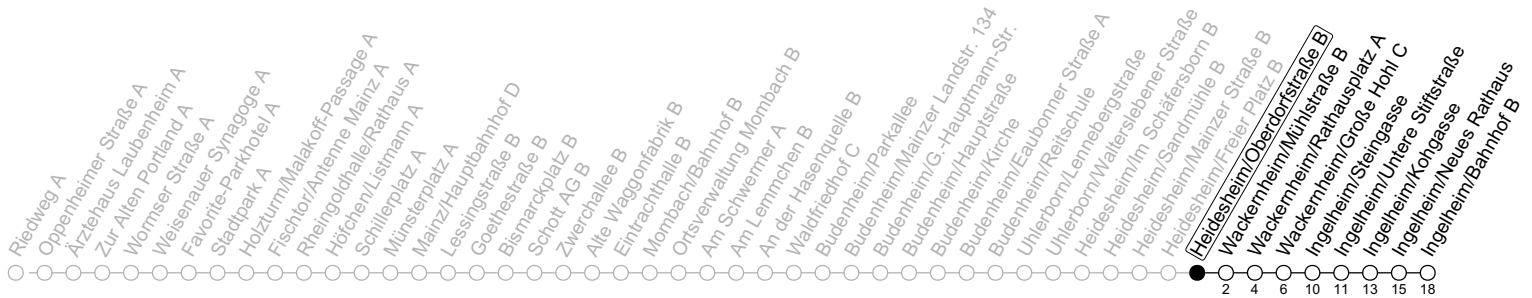 Riedweg A
Oppenheimer Straße A
Ärztehaus Laubenheim A
Zur Alten Portland A
Wormser Straße A
Weisenauer Synagoge A
Favorite-Parkhotel A
Stadtpark A
Holzturm/Malakoff-Passage A
Fischtor/Antenne Mainz A
Rheingoldhalle/Rathaus A
Höfchen/Listmann A
Schillerplatz A
Münsterplatz A
Mainz/Hauptbahnhof D
Lessingstraße B
Goethestraße B
Bismarckplatz B
Schott AG B
Zwerchallee B
Alte Waggonfabrik B
Eintrachthalle B
Mombach/Bahnhof B
Ortsverwaltung Mombach B
Am Schwermer A
Am Lemmchen B
An der Hasenquelle B
Waldfriedhof C
Budenheim/Parkallee
Budenheim/Mainzer Landstr. 134
Budenheim/G.-Hauptmann-Str.
Budenheim/Hauptstraße
Budenheim/Kirche
Budenheim/Eaubonner Straße A
Budenheim/Reitschule
Uhlerborn/Lennebergstraße
Uhlerborn/Walterslebener Straße
Heidesheim/Im Schäfersborn B
Heidesheim/Sandmühle B
Heidesheim/Mainzer Straße B
Heidesheim/Freier Platz B
Heidesheim/Oberdorfstraße B
Wackernheim/Mühlstraße B
Wackernheim/Rathausplatz A
Wackernheim/Große Hohl C
Ingelheim/Steingasse
Ingelheim/Untere Stiftstraße
Ingelheim/Kohgasse
Ingelheim/Neues Rathaus
Ingelheim/Bahnhof B
2 4 6 10 11 13 15 18